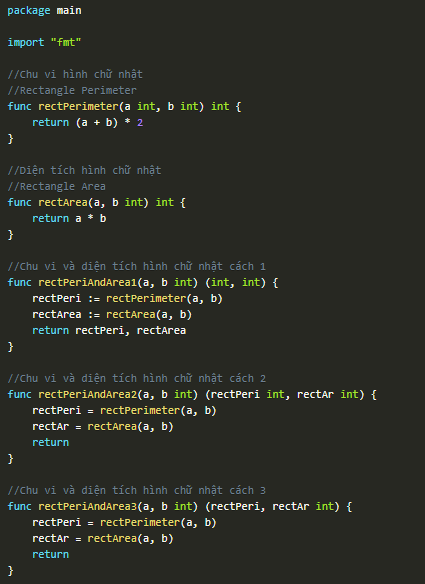 package main
import "fmt"
//Chu vi hình chữ nhật
//Rectangle Perimeter
func rectPerimeter(a int, b int) int {
    return (a + b) * 2
}
//Diện tích hình chữ nhật
//Rectangle Area
func rectArea(a, b int) int {
    return a * b
}
//Chu vi và diện tích hình chữ nhật cách 1
func rectPeriAndArea1(a, b int) (int, int) {
    rectPeri := rectPerimeter(a, b)
    rectArea := rectArea(a, b)
    return rectPeri, rectArea
}
//Chu vi và diện tích hình chữ nhật cách 2
func rectPeriAndArea2(a, b int) (rectPeri int, rectAr int) {
    rectPeri = rectPerimeter(a, b)
    rectAr = rectArea(a, b)
    return
}
//Chu vi và diện tích hình chữ nhật cách 3
func rectPeriAndArea3(a, b int) (rectPeri, rectAr int) {
    rectPeri = rectPerimeter(a, b)
    rectAr = rectArea(a, b)
    return
}